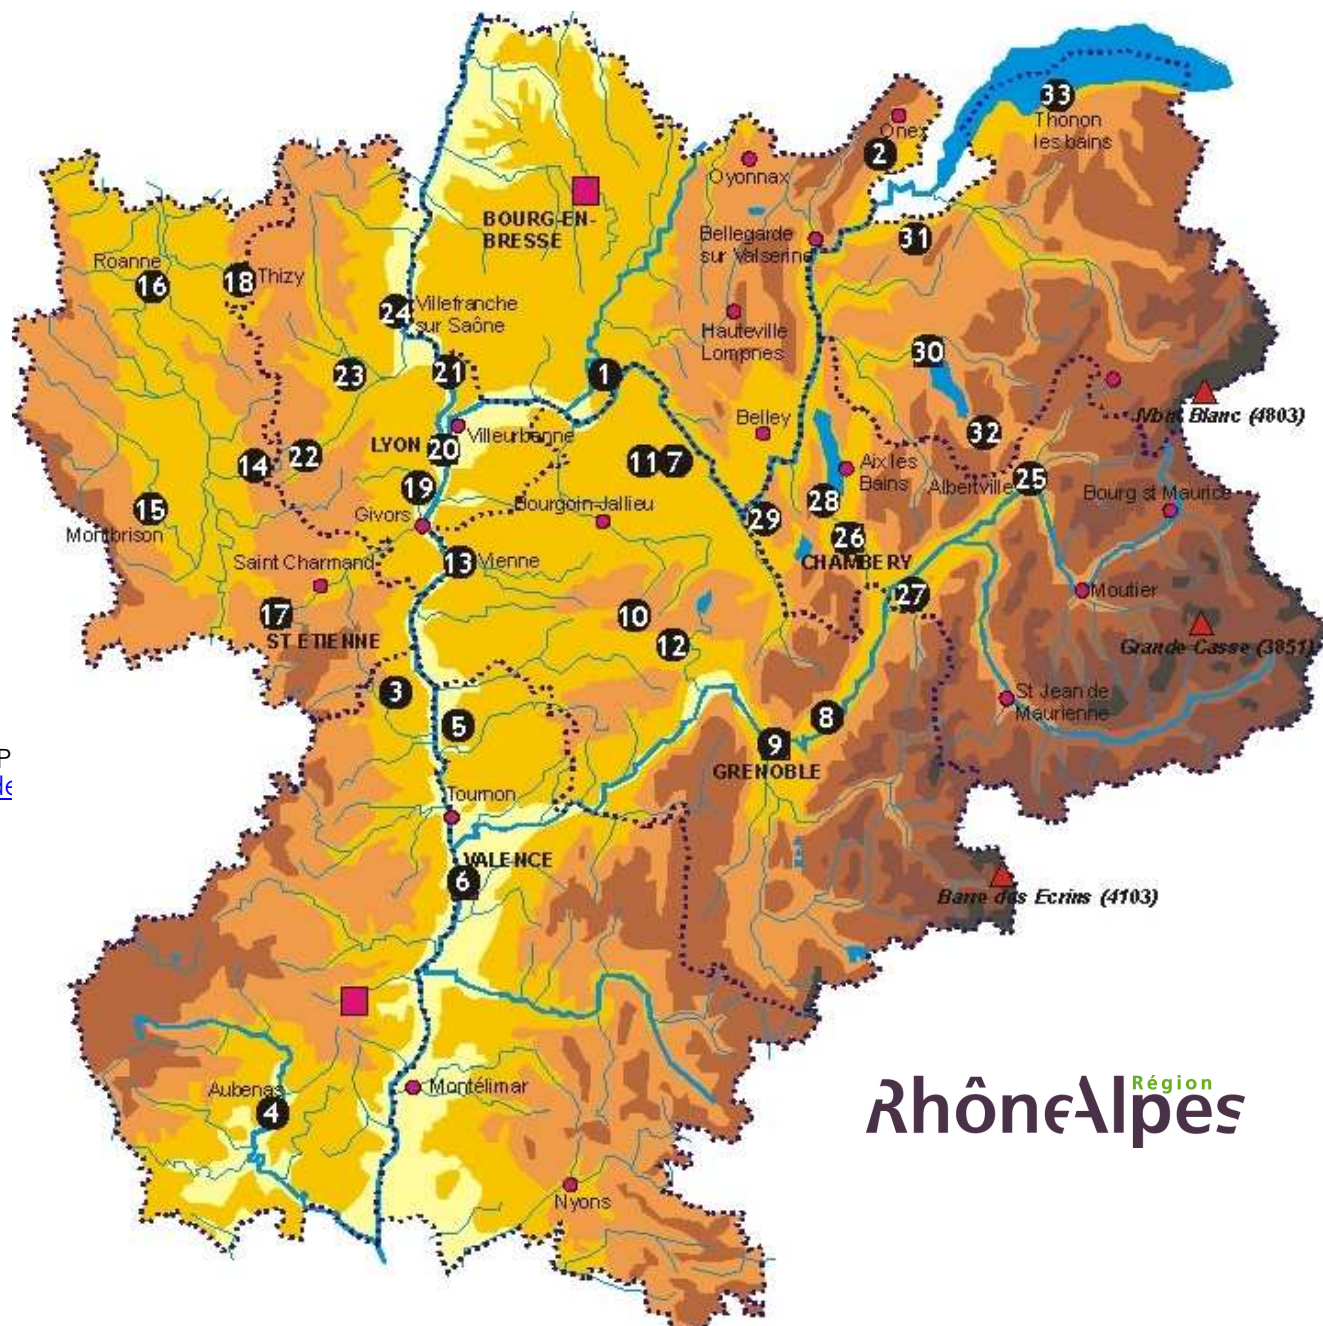 33
Thonon
les bains
Ones
2
Oyonnax
BOURG-EN-
BRESSE
Bellegarde
sur Valserine
31
Roanne
16
18
Thizy
24
Villefranche
sur Saône
Hauteville
Lompnes
30
23
21
1
Mont Blanc (4803)
Belley
32
LYON
20
Villeurbanne
22
14
11
7
Aix les
Bains
Albertville
25
19
Bourg st Maurice
15
Givors
Bourgoin-Jallieu
28
29
Montbrison
26
CHAMBERY
Saint Chamand
13
Vienne
Moutier
27
17
ST ETIENNE
10
12
Grande Casse (3851)
3
St Jean de
Maurienne
5
8
9
GRENOBLE
P
de
Tournon
VALENCE
6
Barre des Ecrins (4103)
Aubenas
4
Montélimar
Région
RhôneAlpes
Nyons